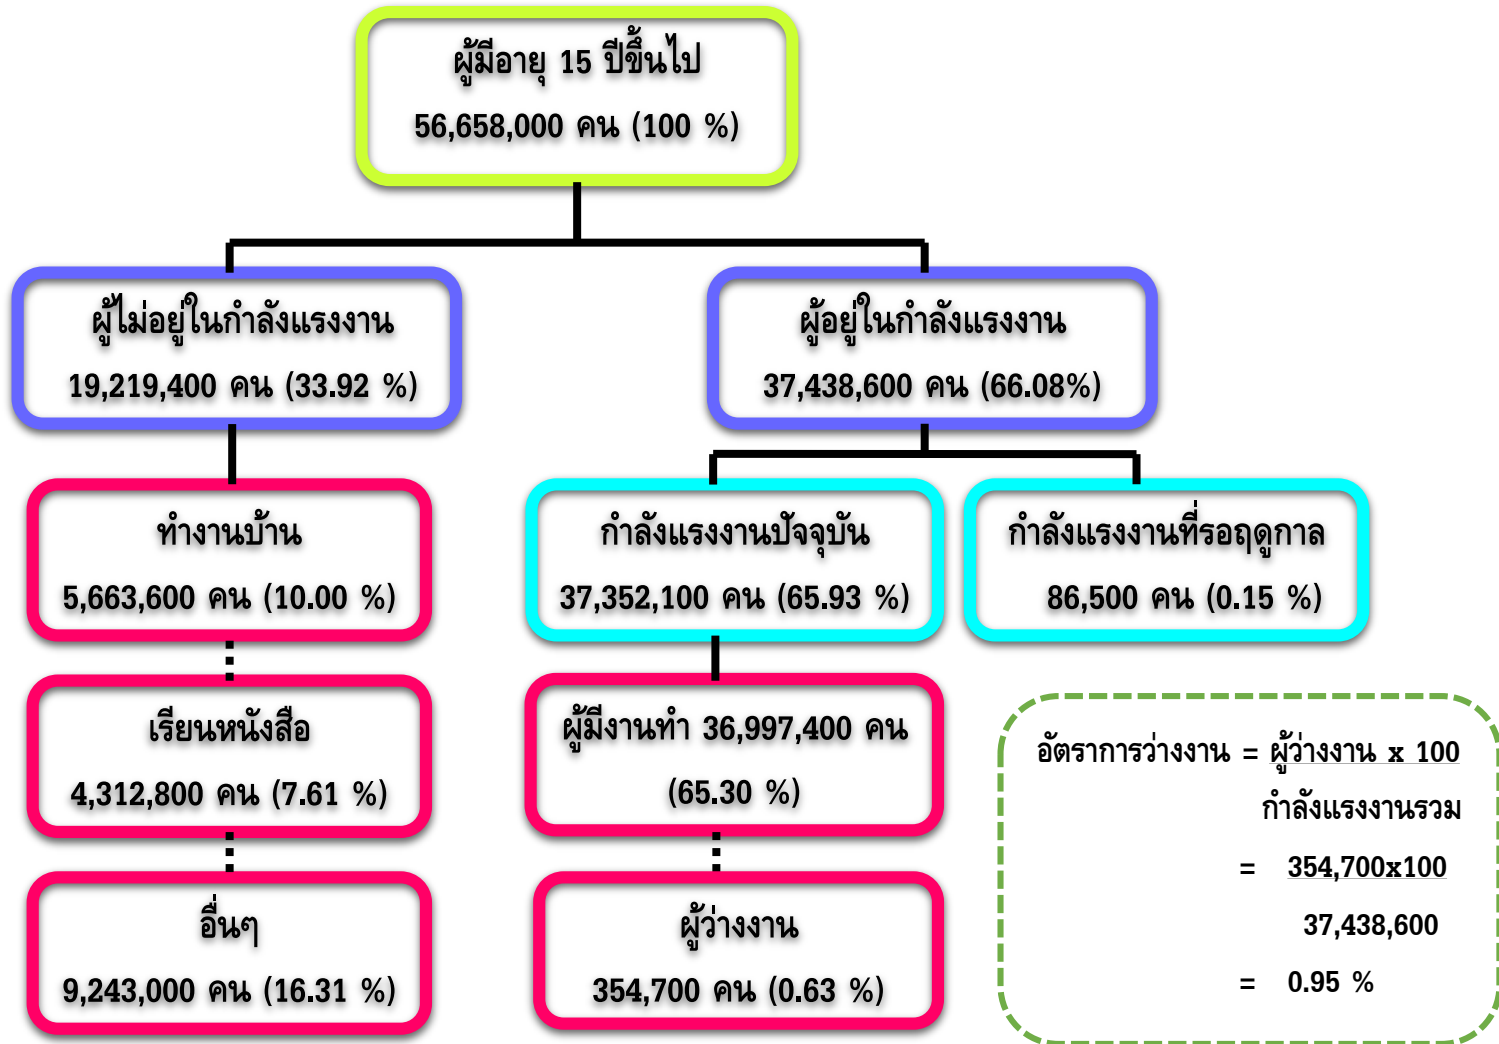 ผู้มีอายุ 15 ปีขึ้นไป
56,658,000 คน (100 %)
ผู้ไม่อยู่ในกำลังแรงงาน
19,219,400 คน (33.92 %)
ผู้อยู่ในกำลังแรงงาน
37,438,600 คน (66.08%)
ทำงานบ้าน
5,663,600 คน (10.00 %)
กำลังแรงงานปัจจุบัน
37,352,100 คน (65.93 %)
กำลังแรงงานที่รอฤดูกาล
86,500 คน (0.15 %)
เรียนหนังสือ
4,312,800 คน (7.61 %)
ผู้มีงานทำ 36,997,400 คน
(65.30 %)
อื่นๆ
9,243,000 คน (16.31 %)
ผู้ว่างงาน
354,700 คน (0.63 %)
อัตราการว่างงาน = ผู้ว่างงาน x 100
กำลังแรงงานรวม
= 354,700x100
37,438,600
= 0.95 %